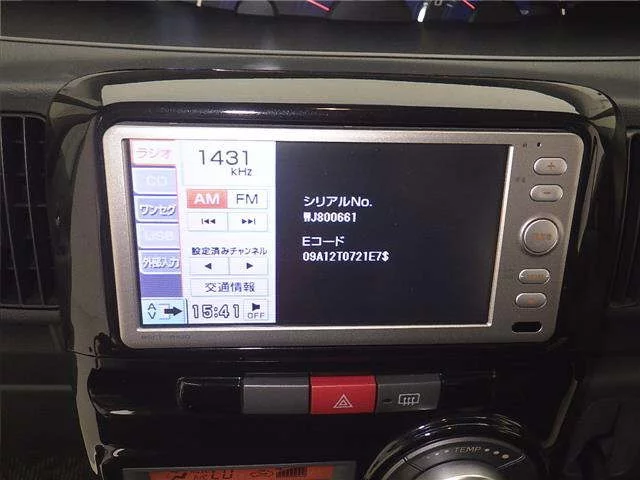 ラジオ
CD
ワンセグ
USB
外部入力
1431
kHz
AM FM
設定済みチャンネル
交通情報
15:41 OFF
シリアルNo.
WJ800661
Eコード
09A12T0721E7$
TEMP